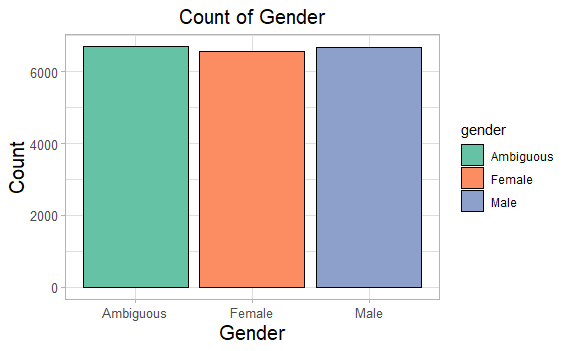 Count of Gender
Count
6000
4000
2000
0
Ambiguous
Female
Male
Gender
gender
Ambiguous
Female
Male